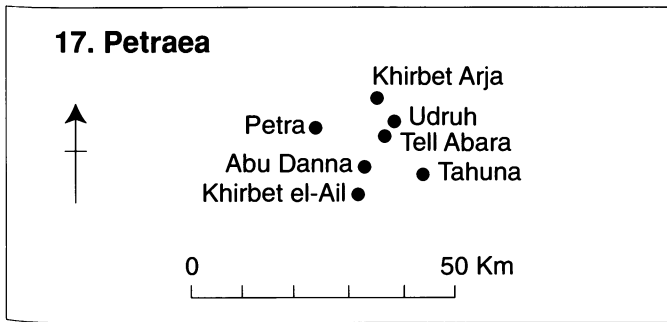 17. Petraea
Khirbet Arja
Udruh
Petra
Tell Abara
Abu Danna
Tahuna
Khirbet el-Ail
0 50 Km